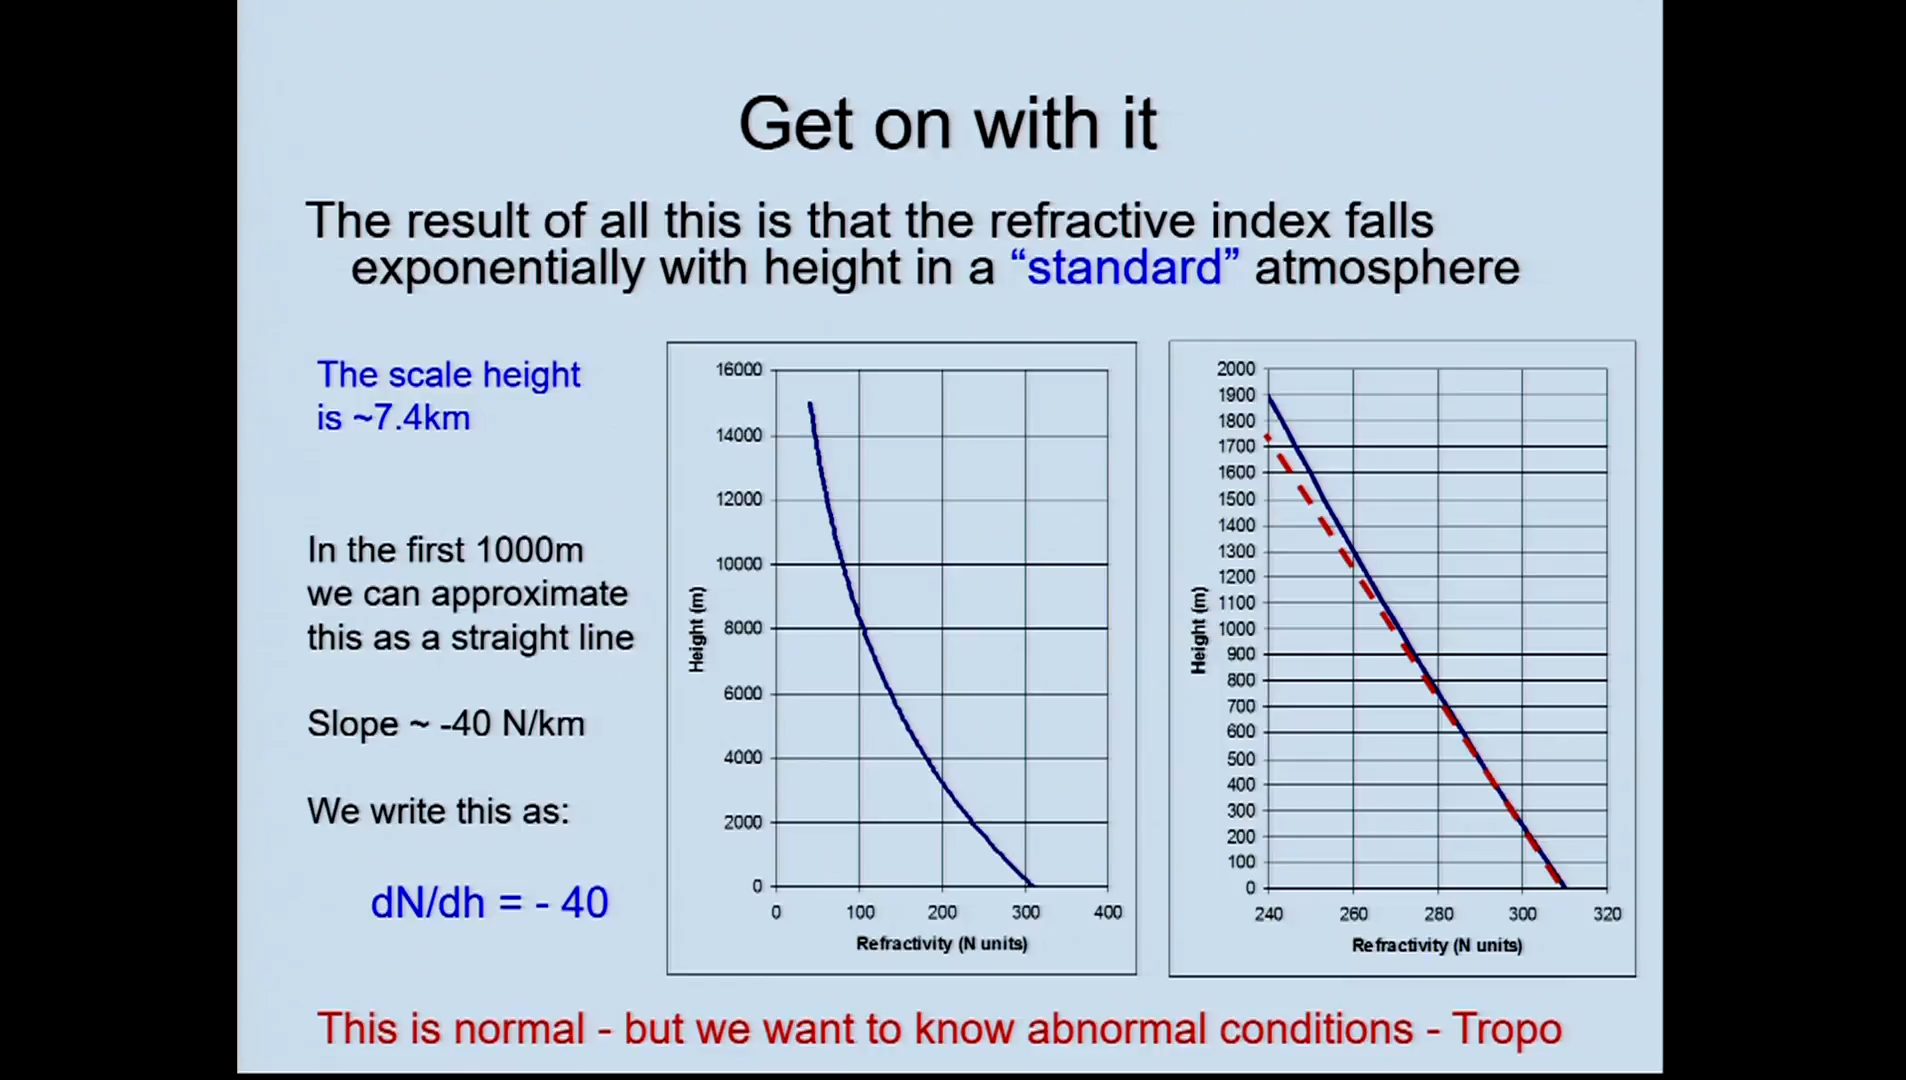 Get on with it
The result of all this is that the refractive index falls
exponentially with height in a “standard” atmosphere
The scale height
is ~7.4km
In the first 1000m
we can approximate
this as a straight line
Slope ~ -40 N/km
We write this as:
dN/dh = - 40
16000
14000
12000
10000
8000
6000
4000
2000
0
Height (m)
0 100 200 300 400
Refractivity (N units)
2000
1900
1800
1700
1600
1500
1400
1300
1200
1100
1000
900
800
700
600
500
400
300
200
100
0
Height (m)
240 260 280 300 320
Refractivity (N units)
This is normal - but we want to know abnormal conditions - Tropo